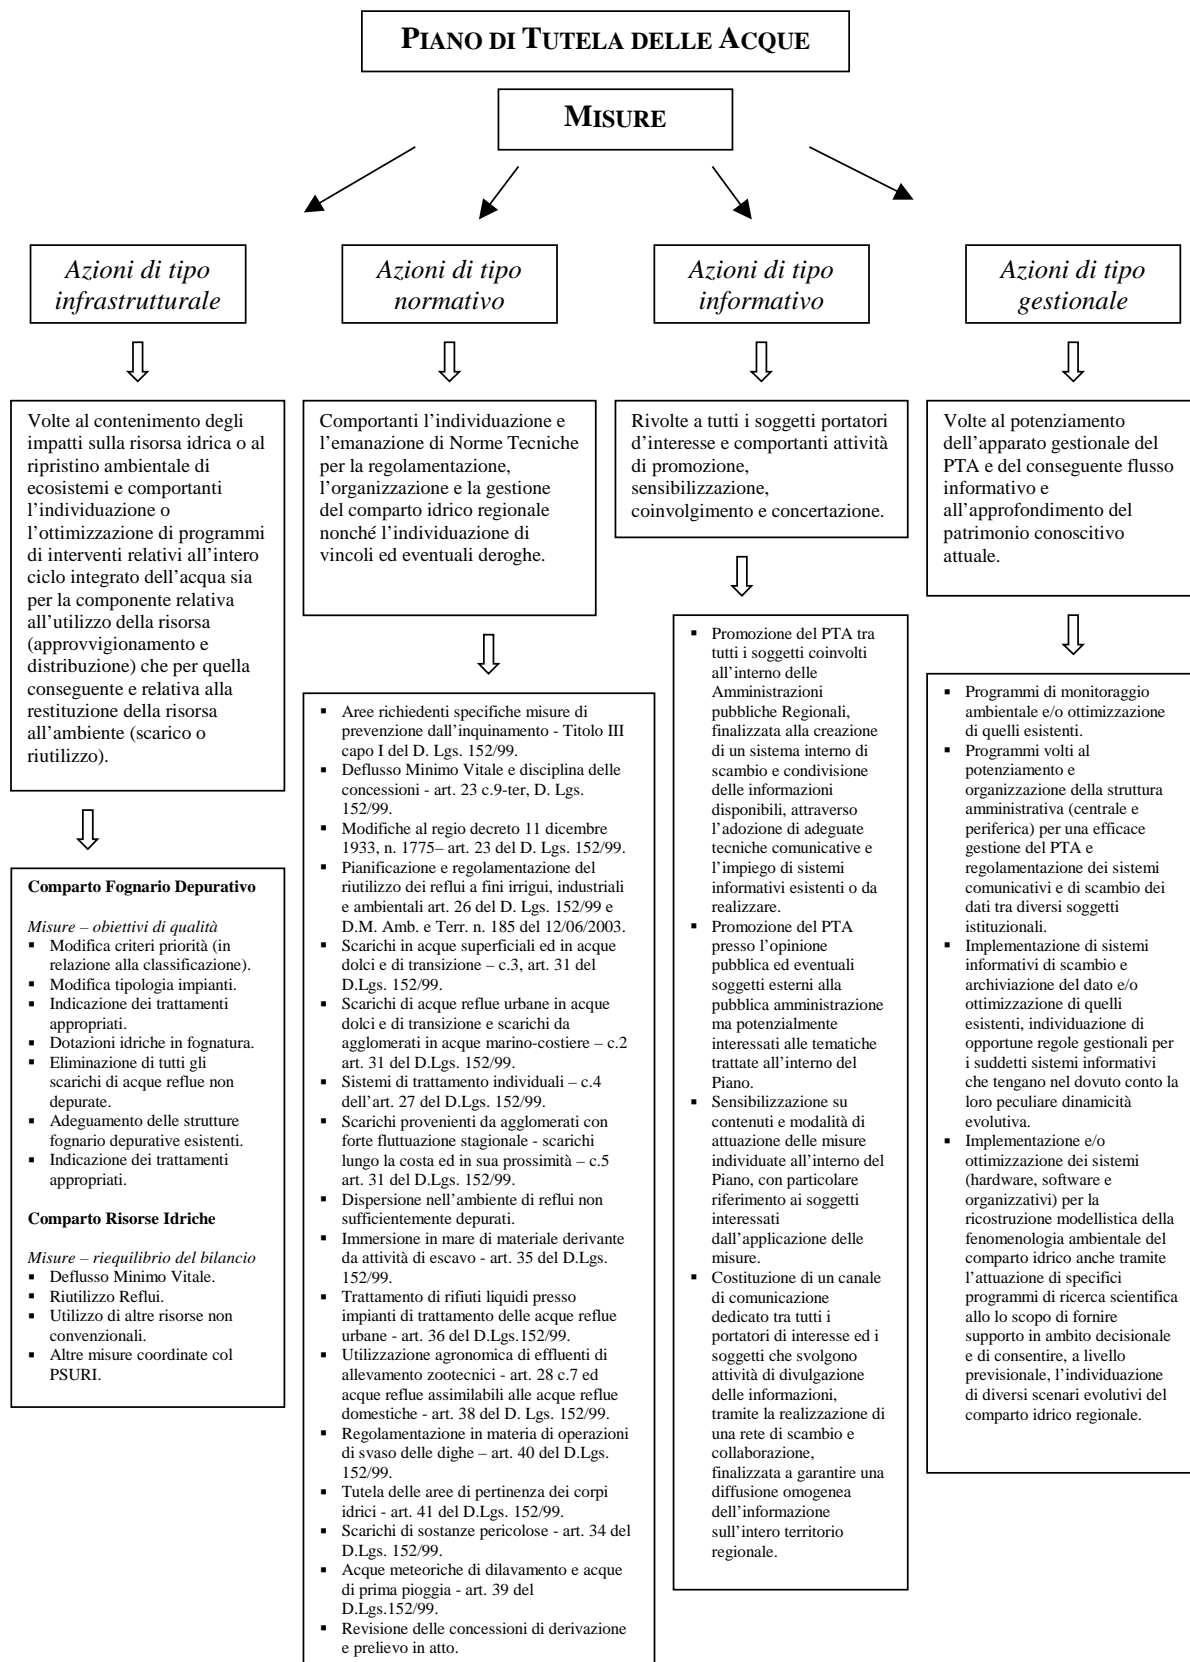 PIANO DI TUTELA DELLE ACQUE
MISURE
Azioni di tipo
infrastrutturale
Azioni di tipo
normativo
Azioni di tipo
informativo
Azioni di tipo
gestionale
Volte al contenimento degli
impatti sulla risorsa idrica o al
ripristino ambientale di
ecosistemi e comportanti
l’individuazione o
l’ottimizzazione di programmi
di interventi relativi all’intero
ciclo integrato dell’acqua sia
per la componente relativa
all’utilizzo della risorsa
(approvvigionamento e
distribuzione) che per quella
conseguente e relativa alla
restituzione della risorsa
all’ambiente (scarico o
riutilizzo).
Comparto Fognario Depurativo
Misure – obiettivi di qualità
▪ Modifica criteri priorità (in
relazione alla classificazione).
▪ Modifica tipologia impianti.
▪ Indicazione dei trattamenti
appropriati.
▪ Dotazioni idriche in fognatura.
▪ Eliminazione di tutti gli
scarichi di acque reflue non
depurate.
▪ Adeguamento delle strutture
fognario depurative esistenti.
▪ Indicazione dei trattamenti
appropriati.
Comparto Risorse Idriche
Misure – riequilibrio del bilancio
▪ Deflusso Minimo Vitale.
▪ Riutilizzo Reflui.
▪ Utilizzo di altre risorse non
convenzionali.
▪ Altre misure coordinate col
PSURI.
Comportanti l’individuazione e
l’emanazione di Norme Tecniche
per la regolamentazione,
l’organizzazione e la gestione
del comparto idrico regionale
nonché l’individuazione di
vincoli ed eventuali deroghe.
▪ Aree richiedenti specifiche misure di
prevenzione dall’inquinamento - Titolo III
capo I del D. Lgs. 152/99.
▪ Deflusso Minimo Vitale e disciplina delle
concessioni - art. 23 c.9-ter, D. Lgs.
152/99.
▪ Modifiche al regio decreto 11 dicembre
1933, n. 1775– art. 23 del D. Lgs. 152/99.
▪ Pianificazione e regolamentazione del
riutilizzo dei reflui a fini irrigui, industriali
e ambientali art. 26 del D. Lgs. 152/99 e
D.M. Amb. e Terr. n. 185 del 12/06/2003.
▪ Scarichi in acque superficiali ed in acque
dolci e di transizione – c.3, art. 31 del
D.Lgs. 152/99.
▪ Scarichi di acque reflue urbane in acque
dolci e di transizione e scarichi da
agglomerati in acque marino-costiere – c.2
art. 31 del D.Lgs. 152/99.
▪ Sistemi di trattamento individuali – c.4
dell’art. 27 del D.Lgs. 152/99.
▪ Scarichi provenienti da agglomerati con
forte fluttuazione stagionale - scarichi
lungo la costa ed in sua prossimità – c.5
art. 31 del D.Lgs. 152/99.
▪ Dispersione nell’ambiente di reflui non
sufficientemente depurati.
▪ Immersione in mare di materiale derivante
da attività di escavo - art. 35 del D.Lgs.
152/99.
▪ Trattamento di rifiuti liquidi presso
impianti di trattamento delle acque reflue
urbane - art. 36 del D.Lgs.152/99.
▪ Utilizzazione agronomica di effluenti di
allevamento zootecnici - art. 28 c.7 ed
acque reflue assimilabili alle acque reflue
domestiche - art. 38 del D. Lgs. 152/99.
▪ Regolamentazione in materia di operazioni
di svaso delle dighe – art. 40 del D.Lgs.
152/99.
▪ Tutela delle aree di pertinenza dei corpi
idrici - art. 41 del D.Lgs. 152/99.
▪ Scarichi di sostanze pericolose - art. 34 del
D.Lgs. 152/99.
▪ Acque meteoriche di dilavamento e acque
di prima pioggia - art. 39 del
D.Lgs.152/99.
▪ Revisione delle concessioni di derivazione
e prelievo in atto.
Rivolte a tutti i soggetti portatori
d’interesse e comportanti attività
di promozione,
sensibilizzazione,
coinvolgimento e concertazione.
▪ Promozione del PTA tra
tutti i soggetti coinvolti
all’interno delle
Amministrazioni
pubbliche Regionali,
finalizzata alla creazione
di un sistema interno di
scambio e condivisione
delle informazioni
disponibili, attraverso
l’adozione di adeguate
tecniche comunicative e
l’impiego di sistemi
informativi esistenti o da
realizzare.
▪ Promozione del PTA
presso l’opinione
pubblica ed eventuali
soggetti esterni alla
pubblica amministrazione
ma potenzialmente
interessati alle tematiche
trattate all’interno del
Piano.
▪ Sensibilizzazione su
contenuti e modalità di
attuazione delle misure
individuate all’interno del
Piano, con particolare
riferimento ai soggetti
interessati
dall’applicazione delle
misure.
▪ Costituzione di un canale
di comunicazione
dedicato tra tutti i
portatori di interesse ed i
soggetti che svolgono
attività di divulgazione
delle informazioni,
tramite la realizzazione di
una rete di scambio e
collaborazione,
finalizzata a garantire una
diffusione omogenea
dell’informazione
sull’intero territorio
regionale.
Volte al potenziamento
dell’apparato gestionale del
PTA e del conseguente flusso
informativo e
all’approfondimento del
patrimonio conoscitivo
attuale.
▪ Programmi di monitoraggio
ambientale e/o ottimizzazione
di quelli esistenti.
▪ Programmi volti al
potenziamento e
organizzazione della struttura
amministrativa (centrale e
periferica) per una efficace
gestione del PTA e
regolamentazione dei sistemi
comunicativi e di scambio dei
dati tra diversi soggetti
istituzionali.
▪ Implementazione di sistemi
informativi di scambio e
archiviazione del dato e/o
ottimizzazione di quelli
esistenti, individuazione di
opportune regole gestionali per
i suddetti sistemi informativi
che tengano nel dovuto conto la
loro peculiare dinamicità
evolutiva.
▪ Implementazione e/o
ottimizzazione dei sistemi
(hardware, software e
organizzativi) per la
ricostruzione modellistica della
fenomenologia ambientale del
comparto idrico anche tramite
l’attuazione di specifici
programmi di ricerca scientifica
allo lo scopo di fornire
supporto in ambito decisionale
e di consentire, a livello
previsionale, l’individuazione
di diversi scenari evolutivi del
comparto idrico regionale.